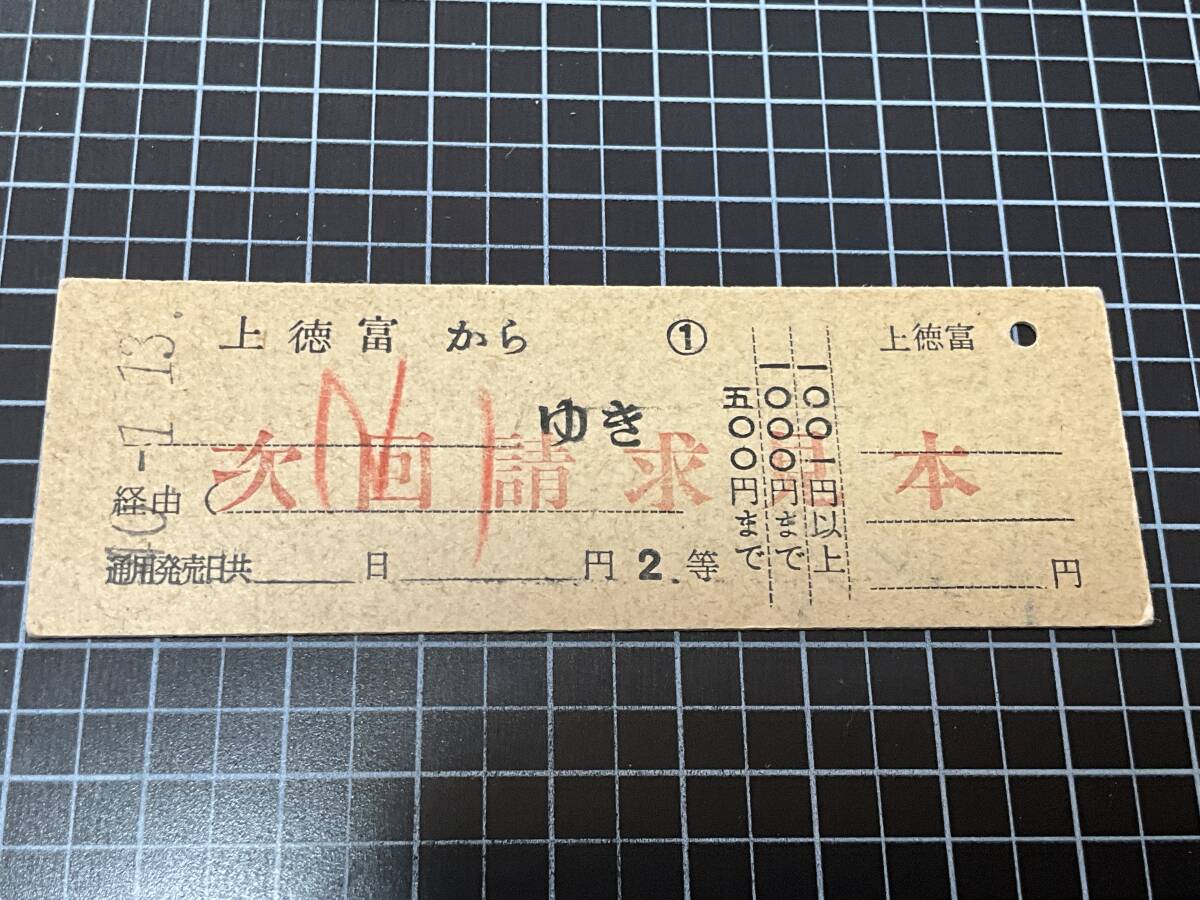 上徳富から ①
ゆき
経由
通用発売日共 日 円 2. 等
五〇〇円まで
一〇〇〇円まで
一〇〇一円以上
上徳富
円
次回請求見本
-1.13.